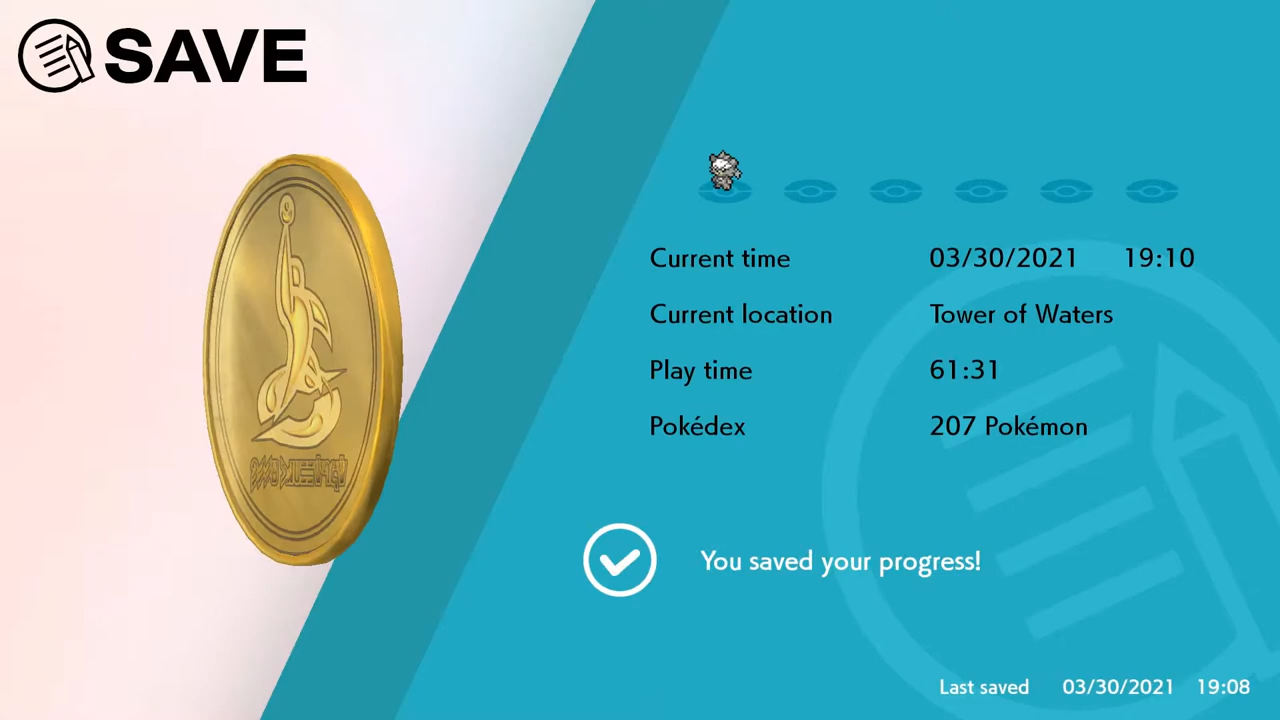 SAVE
Current time 03/30/2021 19:10
Current location Tower of Waters
Play time 61:31
Pokédex 207 Pokémon
You saved your progress!
Last saved 03/30/2021 19:08